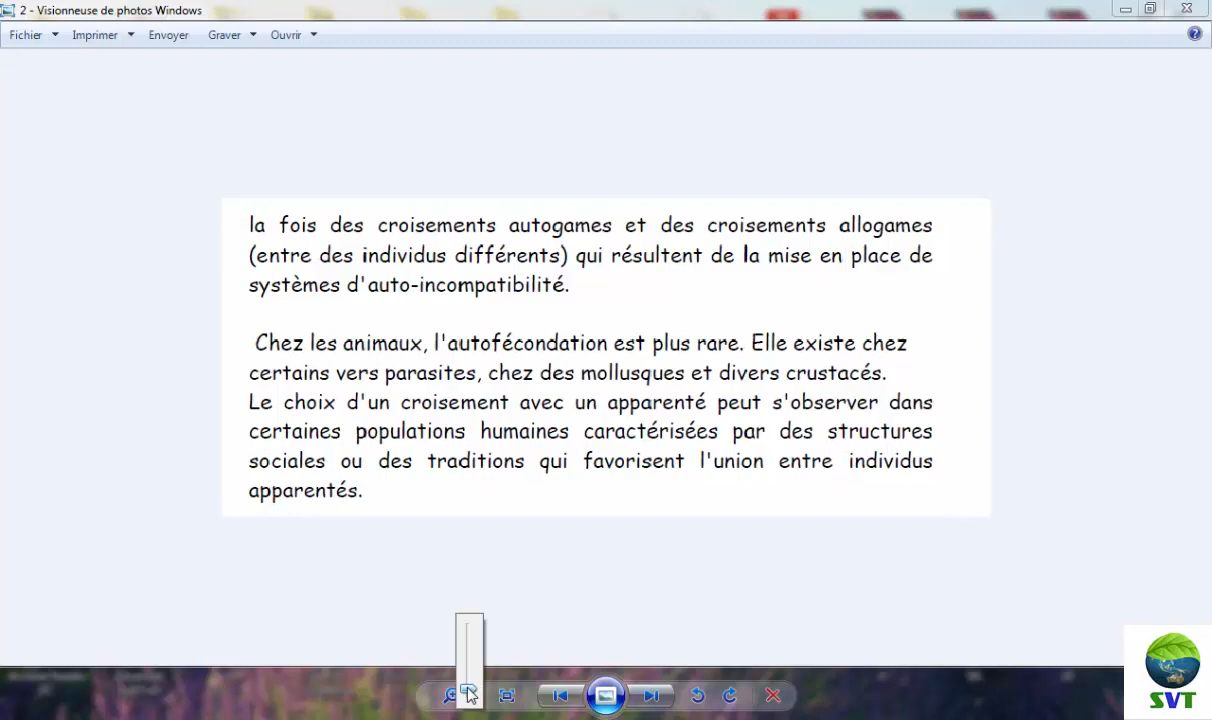 2 - Visionneuse de photos Windows
Fichier Imprimer Envoyer Graver Ouvrir
la fois des croisements autogames et des croisements allogames
(entre des individus différents) qui résultent de la mise en place de
systèmes d'auto-incompatibilité.
Chez les animaux, l'autofécondation est plus rare. Elle existe chez
certains vers parasites, chez des mollusques et divers crustacés.
Le choix d'un croisement avec un apparenté peut s'observer dans
certaines populations humaines caractérisées par des structures
sociales ou des traditions qui favorisent l'union entre individus
apparentés.
SVT